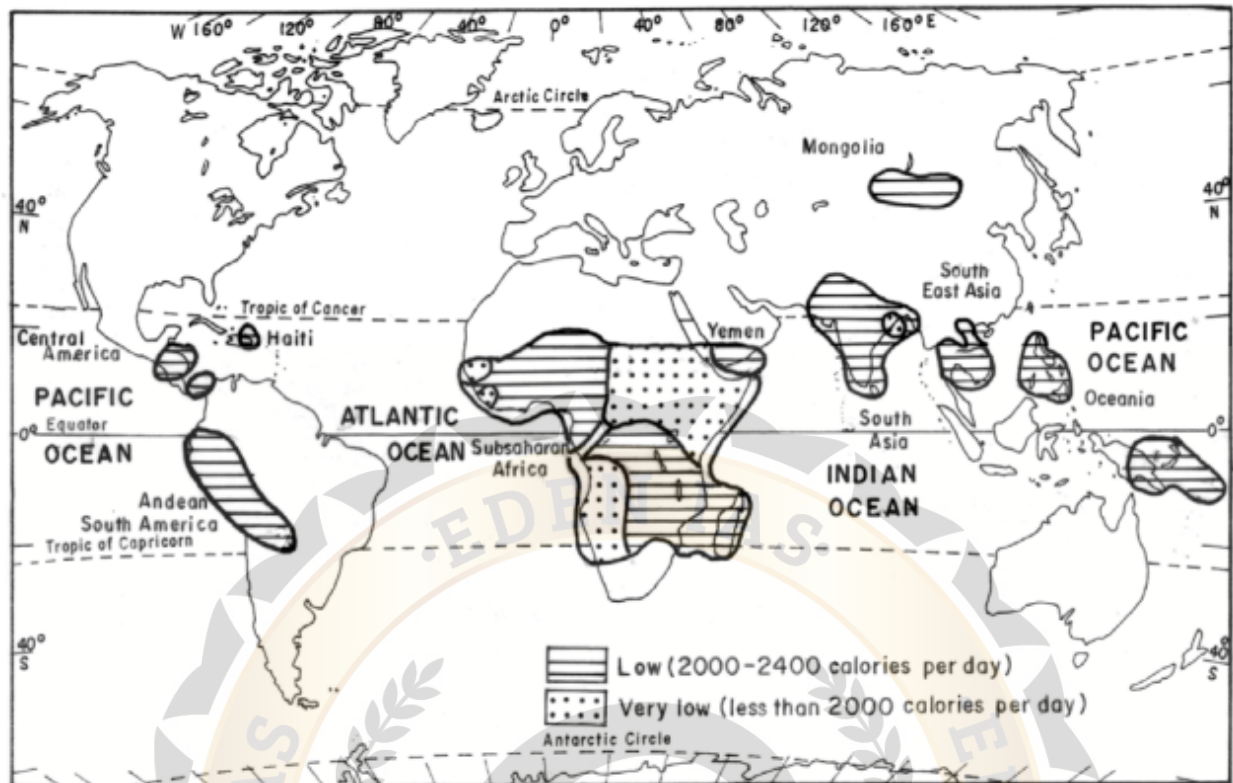 W 160° 120° 80° 40° 0° 40° 80° 120° 160° E
Arctic Circle
Mongolia
40°
N
40°
N
South
East Asia
Tropic of Cancer
Yemen
Central
America
Haiti
PACIFIC
OCEAN
Oceania
PACIFIC
Equator
OCEAN
0°
ATLANTIC
OCEAN
Subsaharan
Africa
South
Asia
0°
INDIAN
OCEAN
Andean
South America
Tropic of Capricorn
EDE
AS
40°
S
40°
S
Low (2000-2400 calories per day)
Very low (less than 2000 calories per day)
Antarctic Circle